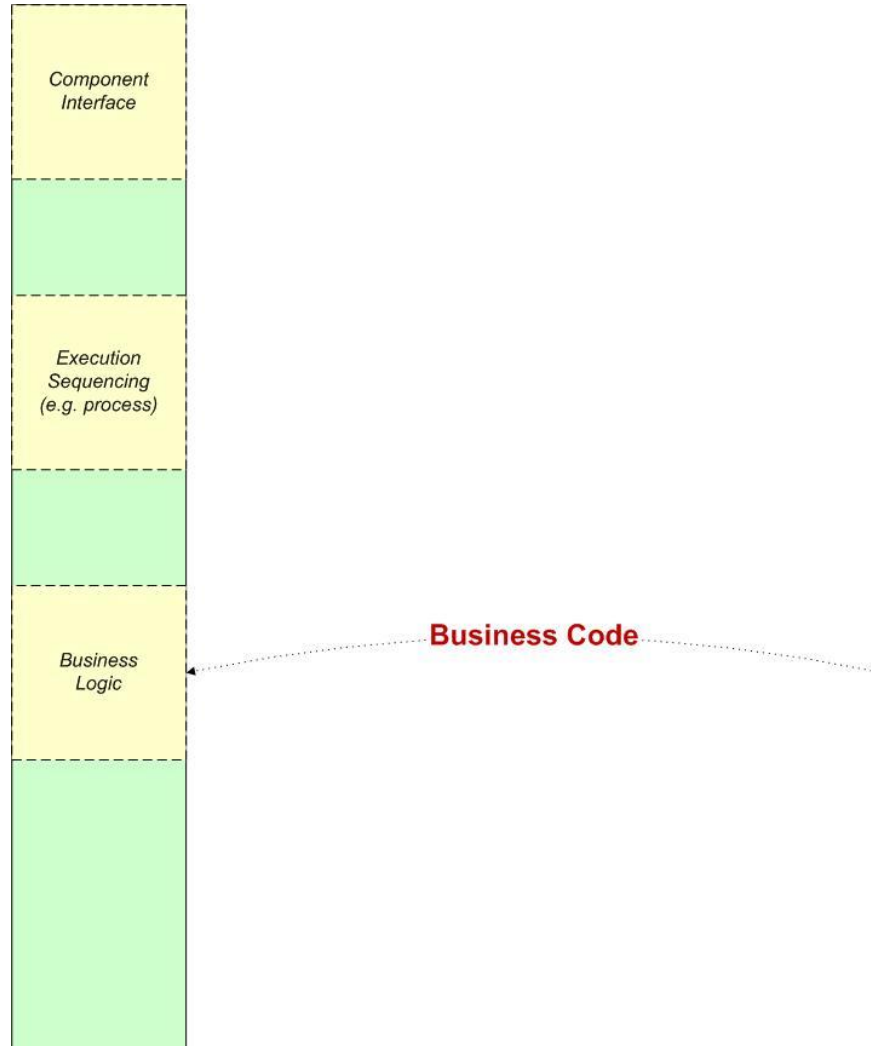 Component
Interface
Execution
Sequencing
(e.g. process)
Business Code
Business
Logic